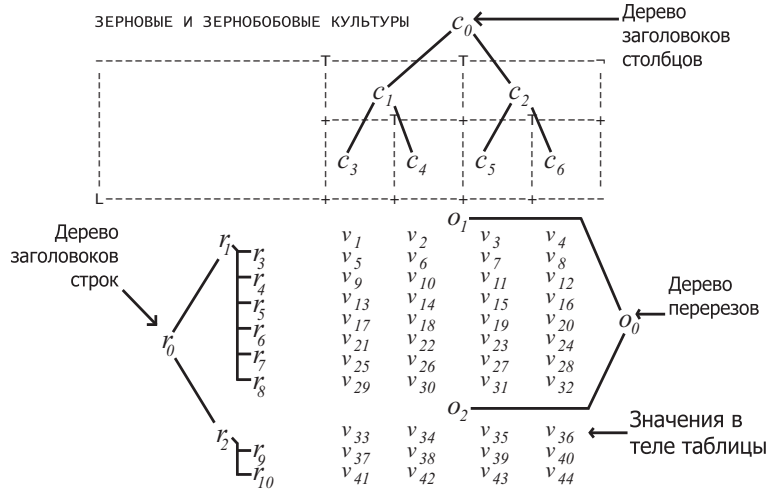 ЗЕРНОВЫЕ И ЗЕРНОБОБОВЫЕ КУЛЬТУРЫ
c0
Дерево
заголовоков
столбцов
c1 c2
c3 c4 c5 c6
Дерево
заголовоков
строк
o1
r1 v1 v2 v3 v4
r3 v5 v6 v7 v8
r4 v9 v10 v11 v12
r5 v13 v14 v15 v16
r6 v17 v18 v19 v20
r7 v21 v22 v23 v24
r8 v25 v26 v27 v28
v29 v30 v31 v32
r0
o0
Дерево
перерезов
o2
r2 v33 v34 v35 v36
r9 v37 v38 v39 v40
r10 v41 v42 v43 v44
Значения в
теле таблицы